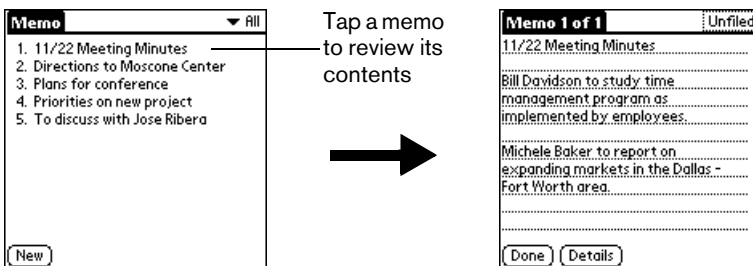 Memo
All
1. 11/22 Meeting Minutes
2. Directions to Moscone Center
3. Plans for conference
4. Priorities on new project
5. To discuss with Jose Ribera
New
Tap a memo
to review its
contents
Memo 1 of 1
Unfiled
11/22 Meeting Minutes
Bill Davidson to study time
management program as
implemented by employees.
Michele Baker to report on
expanding markets in the Dallas -
Fort Worth area.
Done
Details